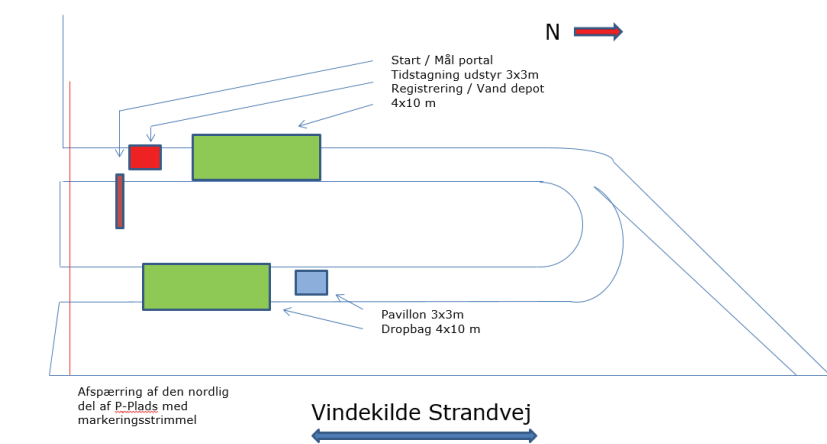 N
Start / Mål portal
Tidstagning udstyr 3x3m
Registrering / Vand depot
4x10 m
Pavillon 3x3m
Dropbag 4x10 m
Afspærring af den nordlig
del af P-Plads med
markeringsstrimmel
Vindekilde Strandvej